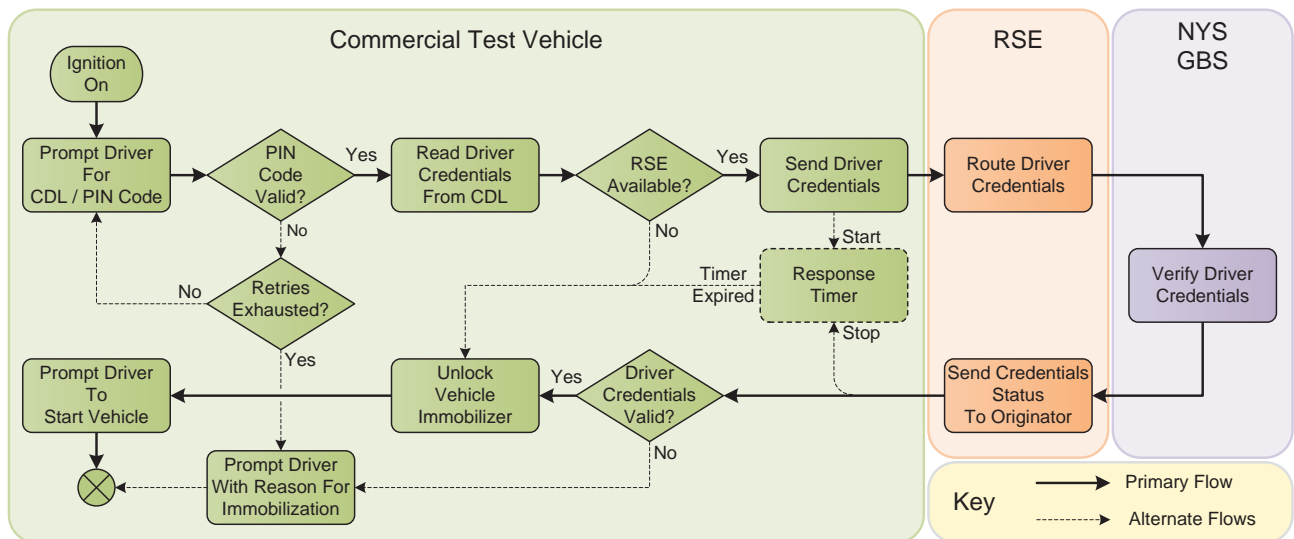 Commercial Test Vehicle
RSE
NYS
GBS
Ignition
On
Prompt Driver
For
CDL / PIN Code
PIN
Code
Valid?
Yes
Read Driver
Credentials
From CDL
RSE
Available?
Yes
Send Driver
Credentials
Route Driver
Credentials
No
No
Start
Retries
Exhausted?
No
Timer
Expired
Response
Timer
Verify Driver
Credentials
Stop
Yes
Prompt Driver
To
Start Vehicle
Unlock
Vehicle
Immobilizer
Yes
Driver
Credentials
Valid?
Send Credentials
Status
To Originator
No
Prompt Driver
With Reason For
Immobilization
Key
Primary Flow
Alternate Flows